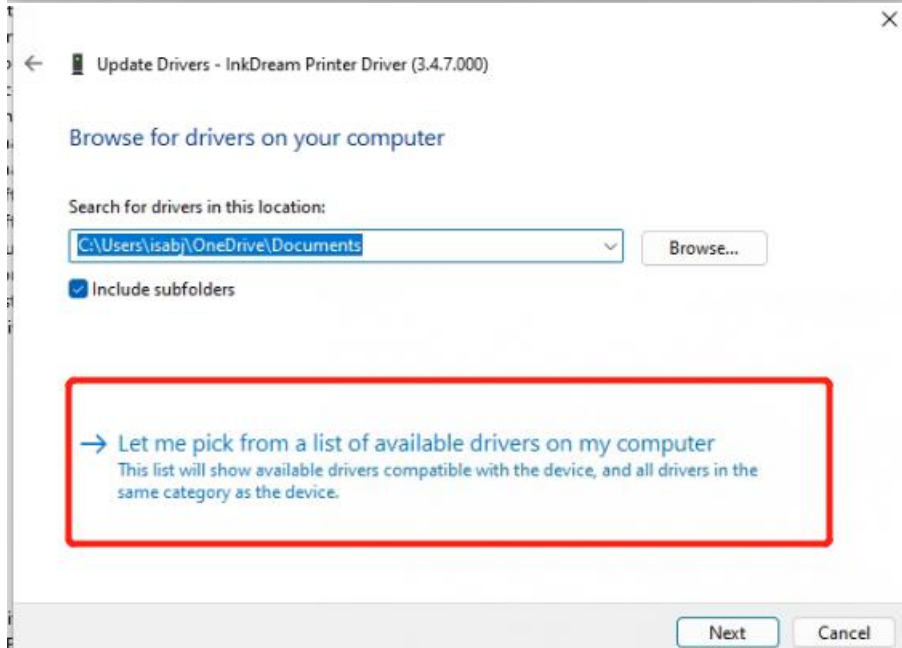 Update Drivers - InkDream Printer Driver (3.4.7.000)
Browse for drivers on your computer
Search for drivers in this location:
C:\Users\isabj\OneDrive\Documents
Browse...
Include subfolders
Let me pick from a list of available drivers on my computer
This list will show available drivers compatible with the device, and all drivers in the
same category as the device.
Next
Cancel